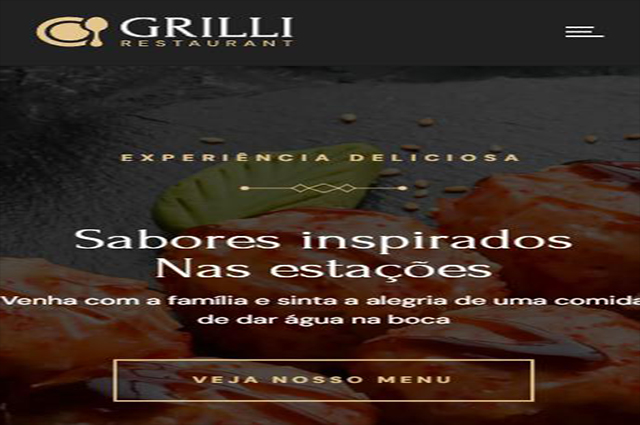 GRILLI
RESTAURANT
EXPERIÊNCIA DELICIOSA
Sabores inspirados
Nas estações
Venha com a família e sinta a alegria de uma comida
de dar água na boca
VEJA NOSSO MENU